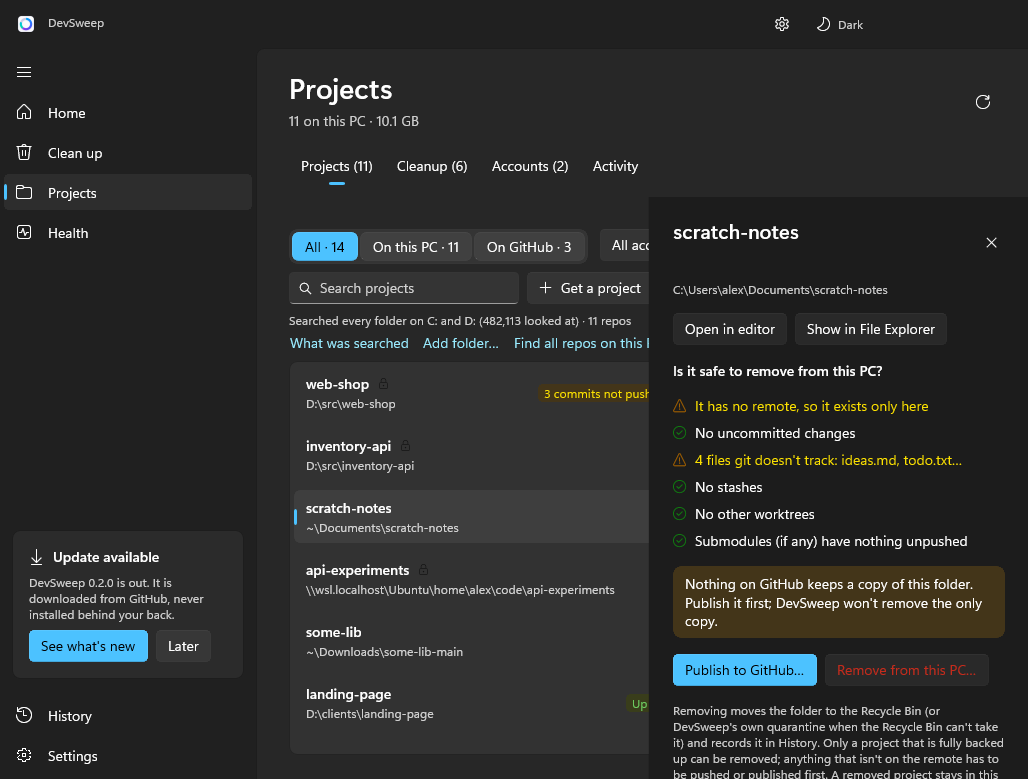 DevSweep
Dark
Home
Clean up
Projects
Health
Update available
DevSweep 0.2.0 is out. It is
downloaded from GitHub, never
installed behind your back.
See what's new
Later
History
Settings
Projects
11 on this PC · 10.1 GB
Projects (11)
Cleanup (6)
Accounts (2)
Activity
All · 14
On this PC · 11
On GitHub · 3
All
Search projects
Get a project
Searched every folder on C: and D: (482,113 looked at) · 11 repos
What was searched
Add folder...
Find all repos on this
web-shop
D:\src\web-shop
3 commits not push
inventory-api
D:\src\inventory-api
scratch-notes
~\Documents\scratch-notes
api-experiments
\\wsl.localhost\Ubuntu\home\alex\code\api-experiments
some-lib
~\Downloads\some-lib-main
landing-page
D:\clients\landing-page
Up
scratch-notes
C:\Users\alex\Documents\scratch-notes
Open in editor
Show in File Explorer
Is it safe to remove from this PC?
It has no remote, so it exists only here
No uncommitted changes
4 files git doesn't track: ideas.md, todo.txt...
No stashes
No other worktrees
Submodules (if any) have nothing unpushed
Nothing on GitHub keeps a copy of this folder.
Publish it first; DevSweep won't remove the only
copy.
Publish to GitHub...
Remove from this PC...
Removing moves the folder to the Recycle Bin (or
DevSweep's own quarantine when the Recycle Bin can't take
it) and records it in History. Only a project that is fully backed
up can be removed; anything that isn't on the remote has to
be pushed or published first. A removed project stays in this